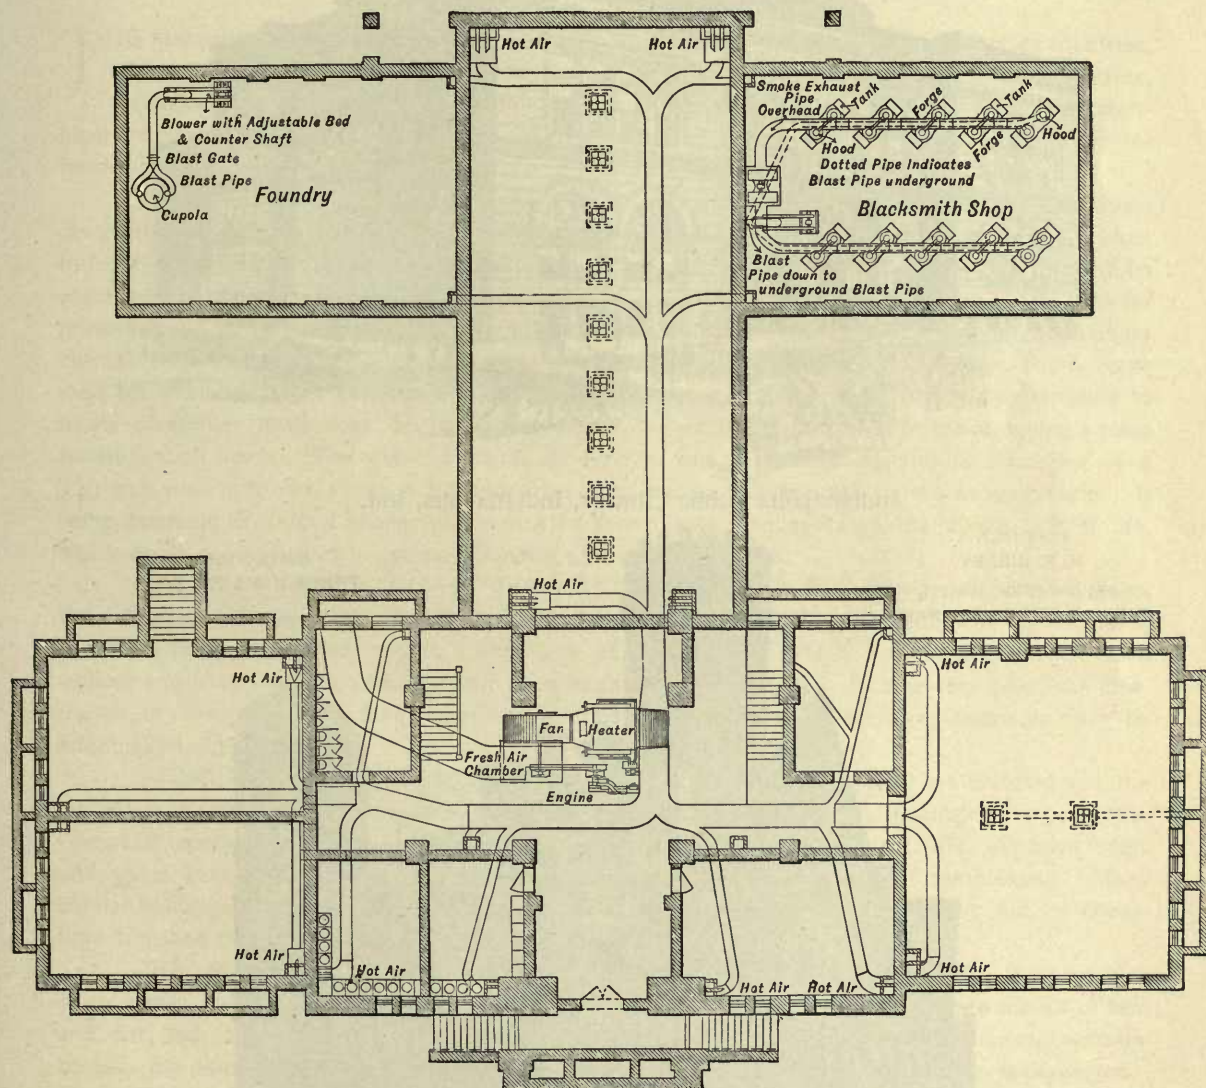 Hot Air
Hot Air
Blower with Adjustable Bed
& Counter Shaft
Blast Gate
Blast Pipe
Cupola
Foundry
Smoke Exhaust
Pipe
Overhead
Tank
Forge
Tank
Forge
Hood
Hood
Dotted Pipe Indicates
Blast Pipe underground
Blacksmith Shop
Blast
Pipe down to
underground Blast Pipe
Hot Air
Hot Air
Hot Air
Fan
Heater
Fresh Air
Chamber
Engine
Hot Air
Hot Air
Hot Air
Hot Air
Hot Air